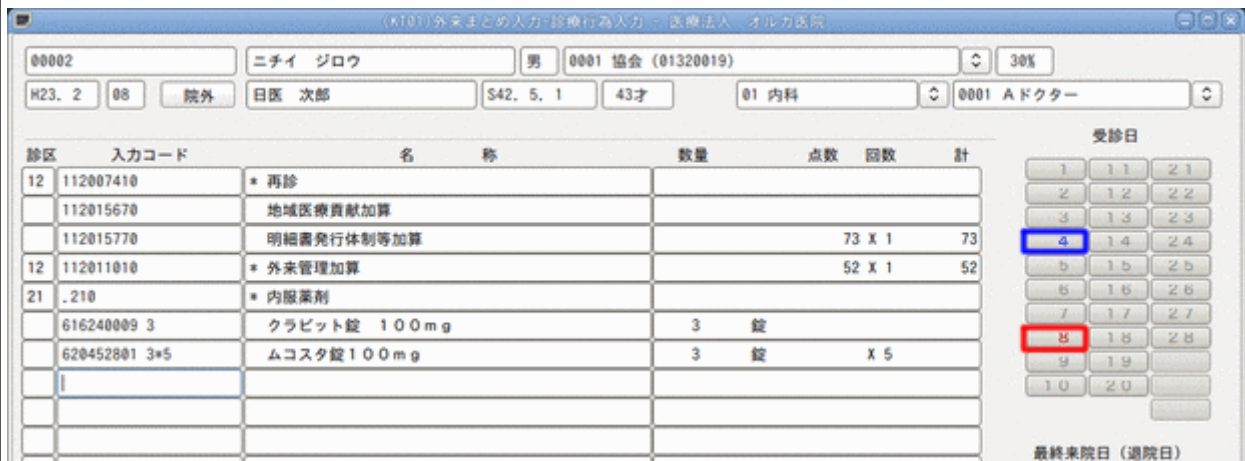 (K101)外来まとめ入力-診療行為入力 - 医療法人 オルカ医院
00002 ニチイ ジロウ 男 0001 協会 (01320019) 30%
H23. 2 08 院外 日医 次郎 S42. 5. 1 43才 01 内科 0001 Aドクター
受診日
診区 入力コード 名 称 数量 点数 回数 計
12 112007410 * 再診
112015670 地域医療貢献加算
112015770 明細書発行体制等加算 73 X 1 73
12 112011010 * 外来管理加算 52 X 1 52
21 .210 * 内服薬剤
616240009 3 クラビット錠 100mg 3 錠
620452801 3*5 ムコスタ錠100mg 3 錠 X 5
1 11 21
2 12 22
3 13 23
4 14 24
5 15 25
6 16 26
7 17 27
8 18 28
9 19
10 20
最終来院日(退院日)